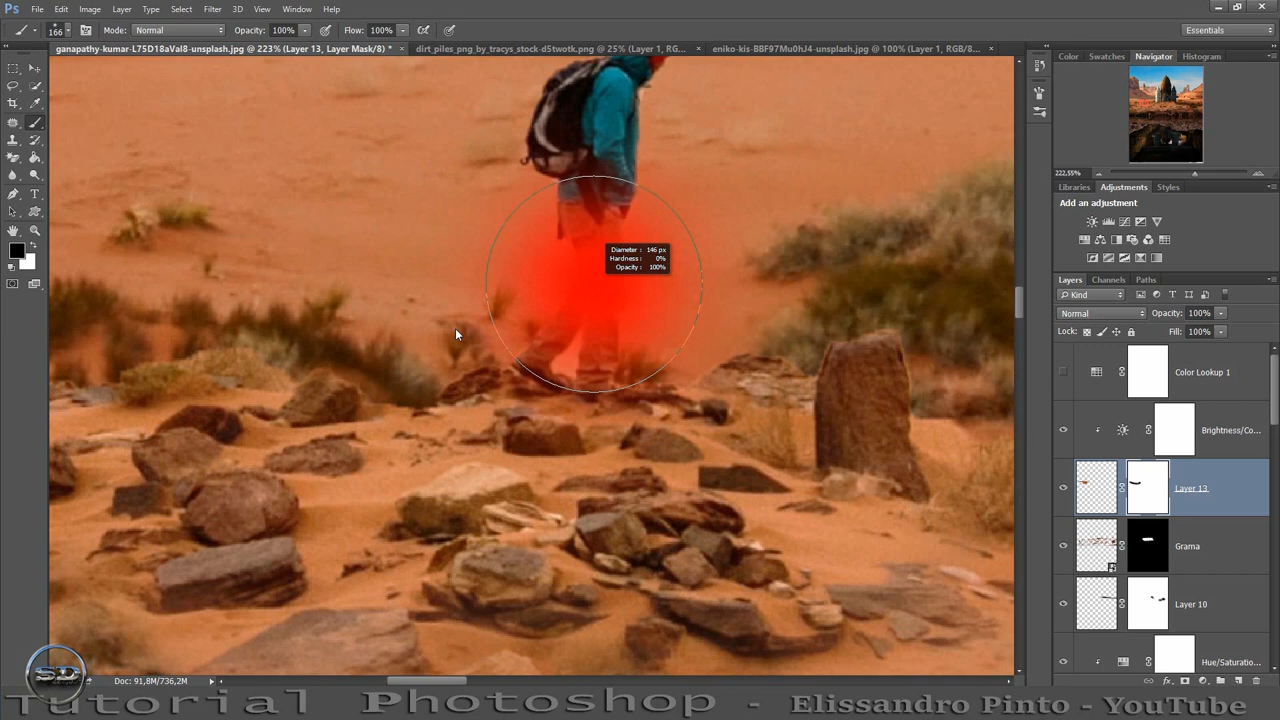 Ps File Edit Image Layer Type Select Filter 3D View Window Help
166 Mode: Normal Opacity: 100% Flow: 100% Essentials
ganapathy-kumar-L75D18aVal8-unsplash.jpg @ 223% (Layer 13, Layer Mask/8) * × dirt_piles_png_by_tracys_stock-d5twotk.png @ 25% (Layer 1, RG... × eniko-kis-BBF97Mu0hJ4-unsplash.jpg @ 100% (Layer 1, RGB/8... ×
Color Swatches Navigator Histogram
222,55%
Libraries Adjustments Styles
Add an adjustment
Diameter : 146 px
Hardness : 0%
Opacity : 100%
Layers Channels Paths
Kind
Normal Opacity: 100%
Lock: Fill: 100%
Color Lookup 1
Brightness/Co...
Layer 13
Grama
Layer 10
Hue/Saturatio...
SD
Doc: 91,8M/736,2M
Tutorial Photoshop - Elissandro Pinto - YouTube